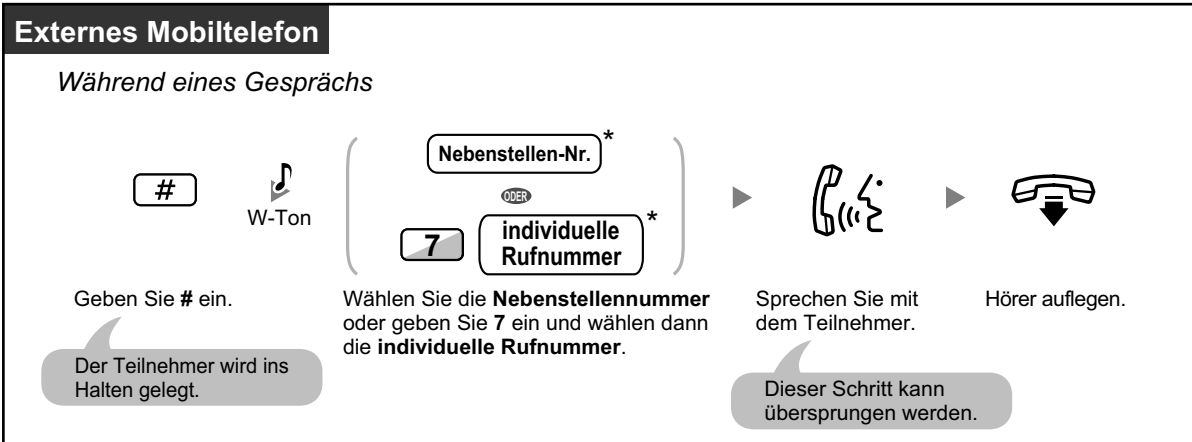 Externes Mobiltelefon
Während eines Gesprächs
#
W-Ton
Nebenstellen-Nr.*
ODER
7
individuelle
Rufnummer*
Geben Sie # ein.
Der Teilnehmer wird ins
Halten gelegt.
Wählen Sie die Nebenstellennummer
oder geben Sie 7 ein und wählen dann
die individuelle Rufnummer.
Sprechen Sie mit
dem Teilnehmer.
Dieser Schritt kann
übersprungen werden.
Hörer auflegen.